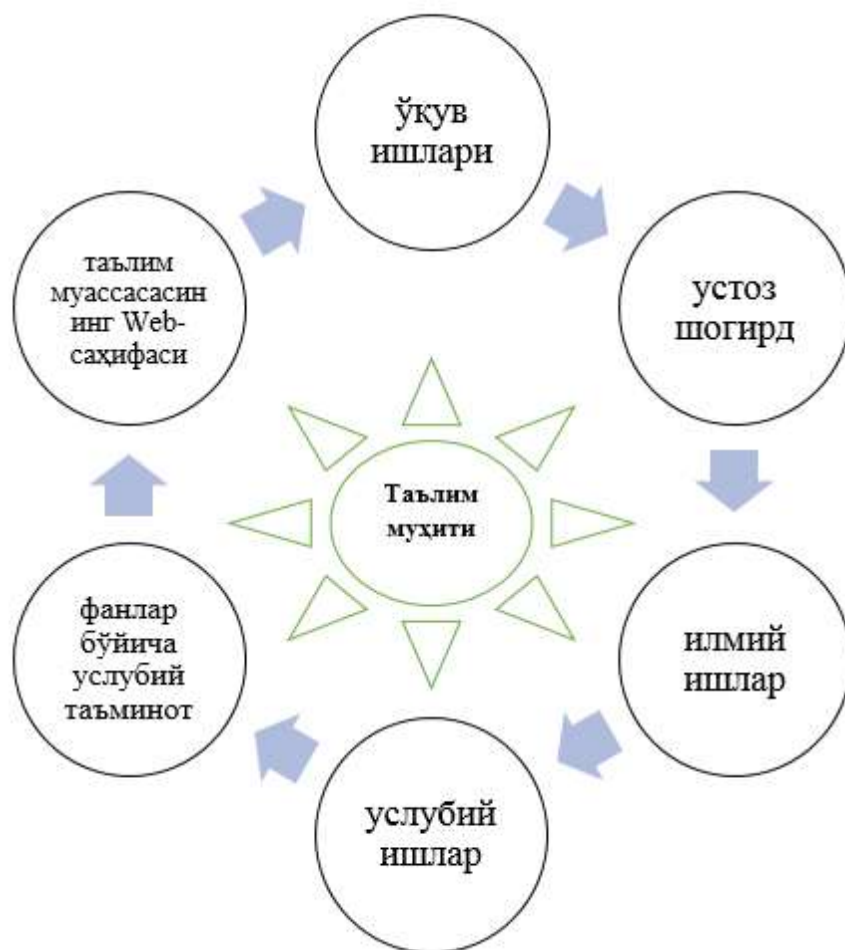 ўқув
ишлари
устоз
шогирд
илмий
ишлар
услубий
ишлар
фанлар
бўйича
услубий
таъминот
таълим
муассасасин
инг Web-
саҳифаси
Таълим
муҳити